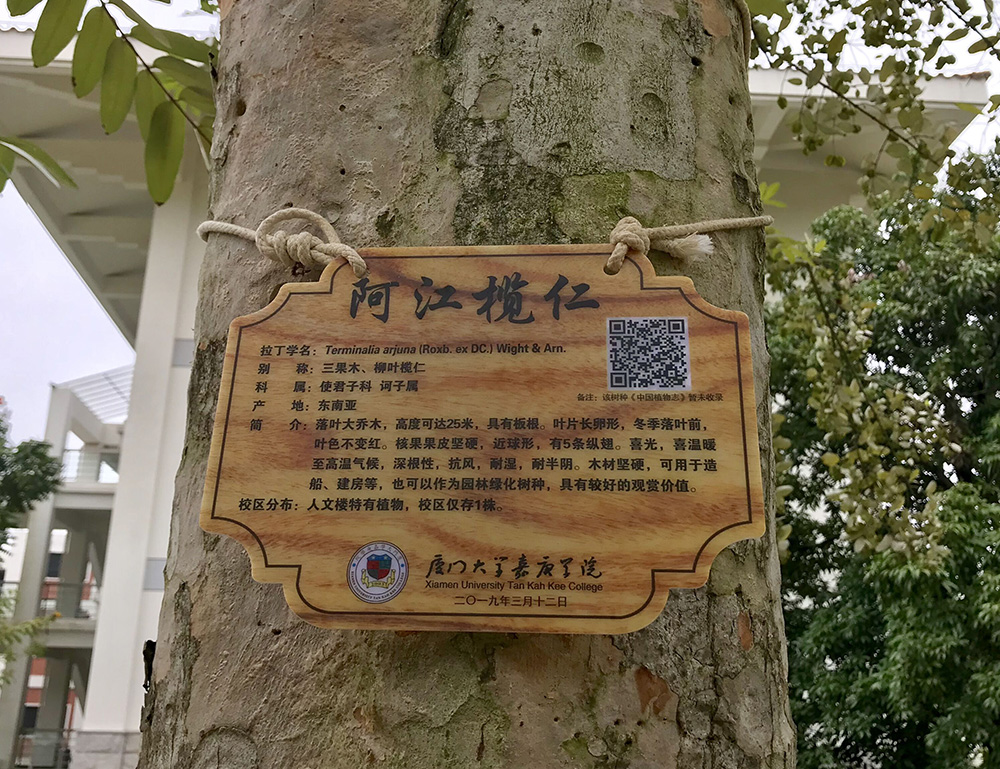 阿江榄仁
拉丁学名：Terminalia arjuna (Roxb. ex DC.) Wight & Arn.
别　　称：三果木、柳叶榄仁
科　　属：使君子科 诃子属
备注：该树种《中国植物志》暂未收录
产　　地：东南亚
简　　介：落叶大乔木，高度可达25米，具有板根。叶片长卵形，冬季落叶前，
叶色不变红。核果果皮坚硬，近球形，有5条纵翅。喜光，喜温暖
至高温气候，深根性，抗风，耐湿，耐半阴。木材坚硬，可用于造
船、建房等，也可以作为园林绿化树种，具有较好的观赏价值。
校区分布：人文楼特有植物，校区仅存1株。
厦门大学嘉庚学院
Xiamen University Tan Kah Kee College
二〇一九年三月十二日